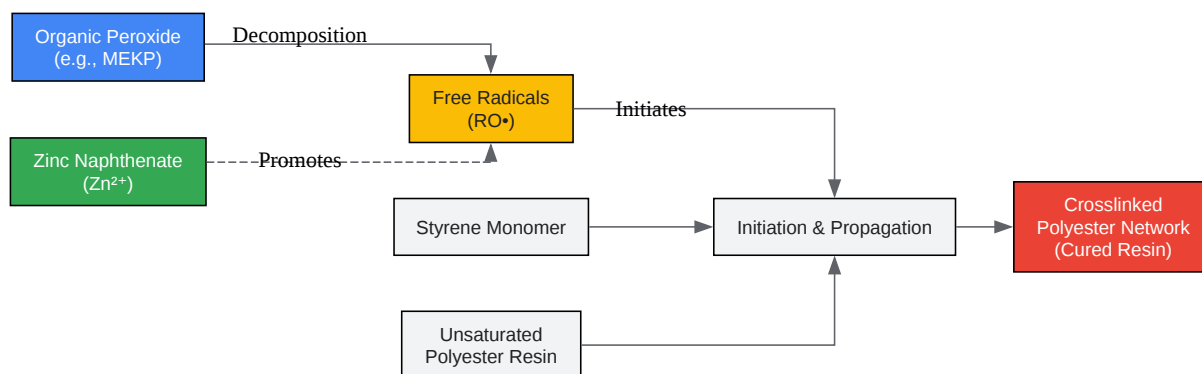 Organic Peroxide
(e.g., MEKP)
Decomposition
Free Radicals
(RO•)
Initiates
Zinc Naphthenate
(Zn²⁺)
Promotes
Styrene Monomer
Initiation & Propagation
Crosslinked
Polyester Network
(Cured Resin)
Unsaturated
Polyester Resin